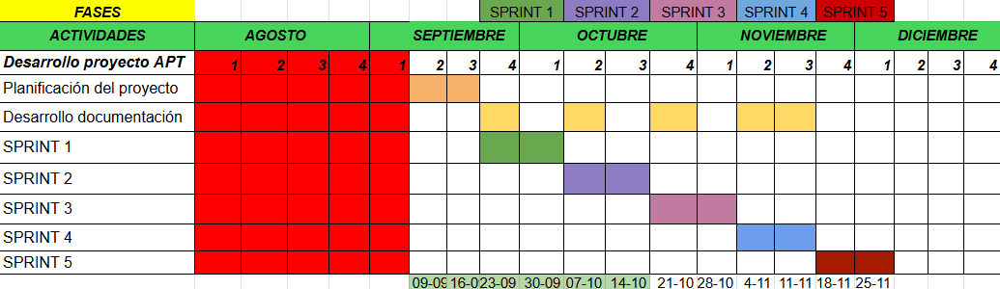 FASES SPRINT 1 SPRINT 2 SPRINT 3 SPRINT 4 SPRINT 5
ACTIVIDADES AGOSTO SEPTIEMBRE OCTUBRE NOVIEMBRE DICIEMBRE
Desarrollo proyecto APT 1 2 3 4 1 2 3 4 1 2 3 4 1 2 3 4 1 2 3 4
Planificación del proyecto
Desarrollo documentación
SPRINT 1
SPRINT 2
SPRINT 3
SPRINT 4
SPRINT 5
09-09 16-0 23-09 30-09 07-10 14-10 21-10 28-10 4-11 11-11 18-11 25-11